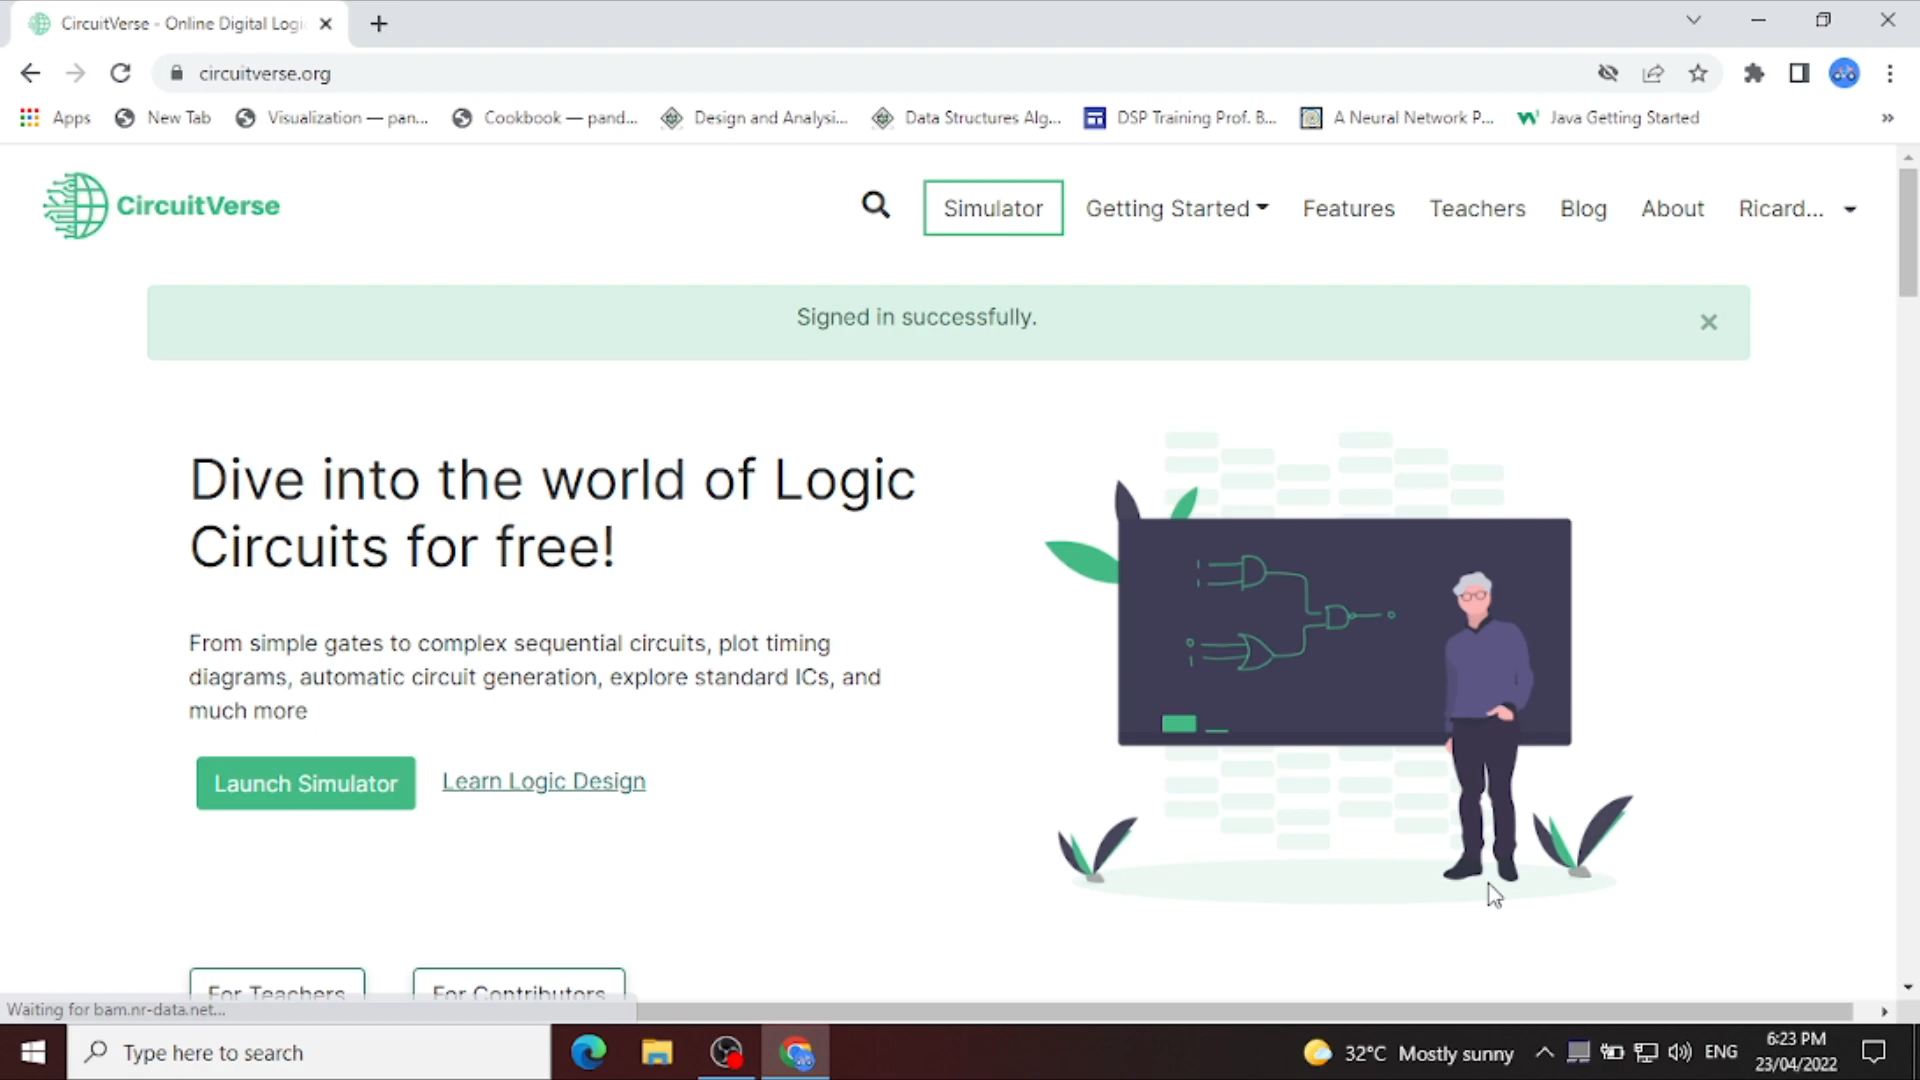 CircuitVerse - Online Digital Logi
circuitverse.org
Apps New Tab Visualization — pan... Cookbook — pand... Design and Analysi... Data Structures Alg... DSP Training Prof. B... A Neural Network P... Java Getting Started »
CircuitVerse
Simulator Getting Started Features Teachers Blog About Ricard...
Signed in successfully.
Dive into the world of Logic
Circuits for free!
From simple gates to complex sequential circuits, plot timing
diagrams, automatic circuit generation, explore standard ICs, and
much more
Launch Simulator Learn Logic Design
For Teachers For Contributors
Waiting for bam.nr-data.net...
Type here to search
32°C Mostly sunny ENG 6:23 PM
23/04/2022